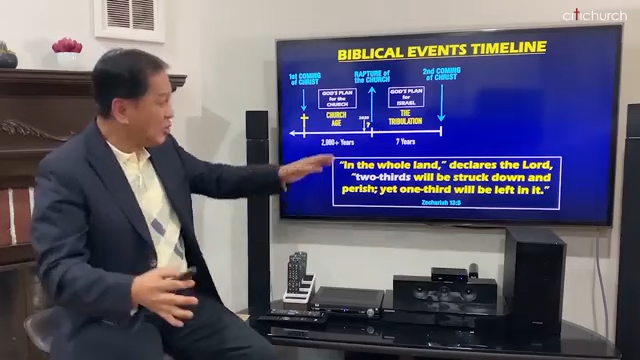 citchurch
BIBLICAL EVENTS TIMELINE
1st COMING
of CHRIST
RAPTURE of
the CHURCH
2nd COMING
of CHRIST
GOD'S PLAN
for the
CHURCH
GOD'S PLAN
for
ISRAEL
CHURCH
AGE
2020
?
THE
TRIBULATION
2,000+ Years
7 Years
"In the whole land," declares the Lord,
"two-thirds will be struck down and
perish; yet one-third will be left in it."
Zechariah 13:8